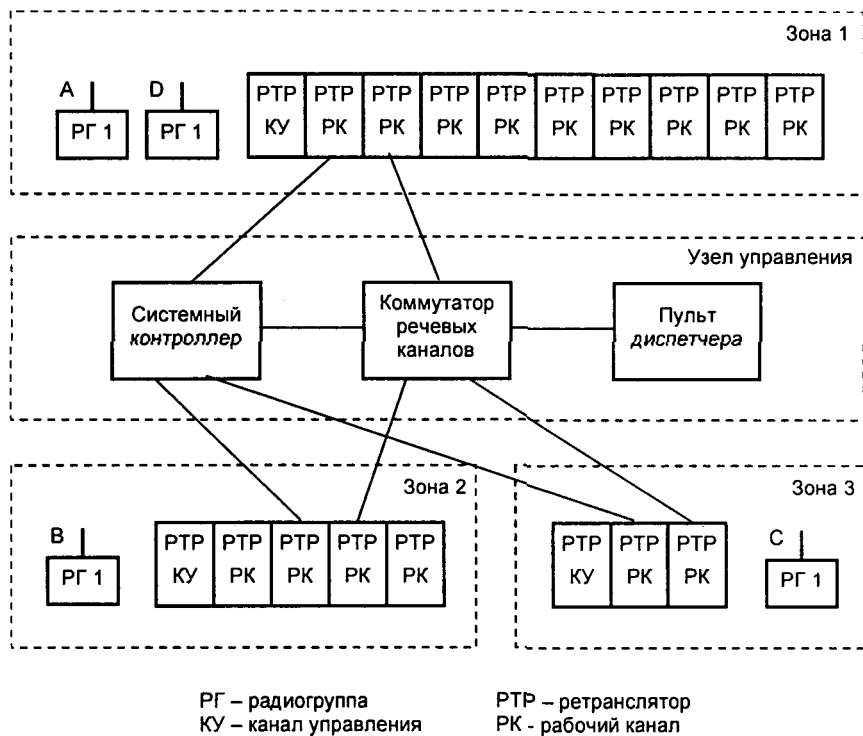 Зона 1
A D
РТР РТР РТР РТР РТР РТР РТР РТР РТР РТР
РГ 1 РГ 1 КУ РК РК РК РК РК РК РК РК РК
Узел управления
Системный контроллер
Коммутатор речевых каналов
Пульт диспетчера
Зона 2
B
РТР РТР РТР РТР РТР
РГ 1 КУ РК РК РК РК
Зона 3
РТР РТР РТР C
КУ РК РК РГ 1
РГ – радиогруппа
КУ – канал управления
РТР – ретранслятор
РК - рабочий канал